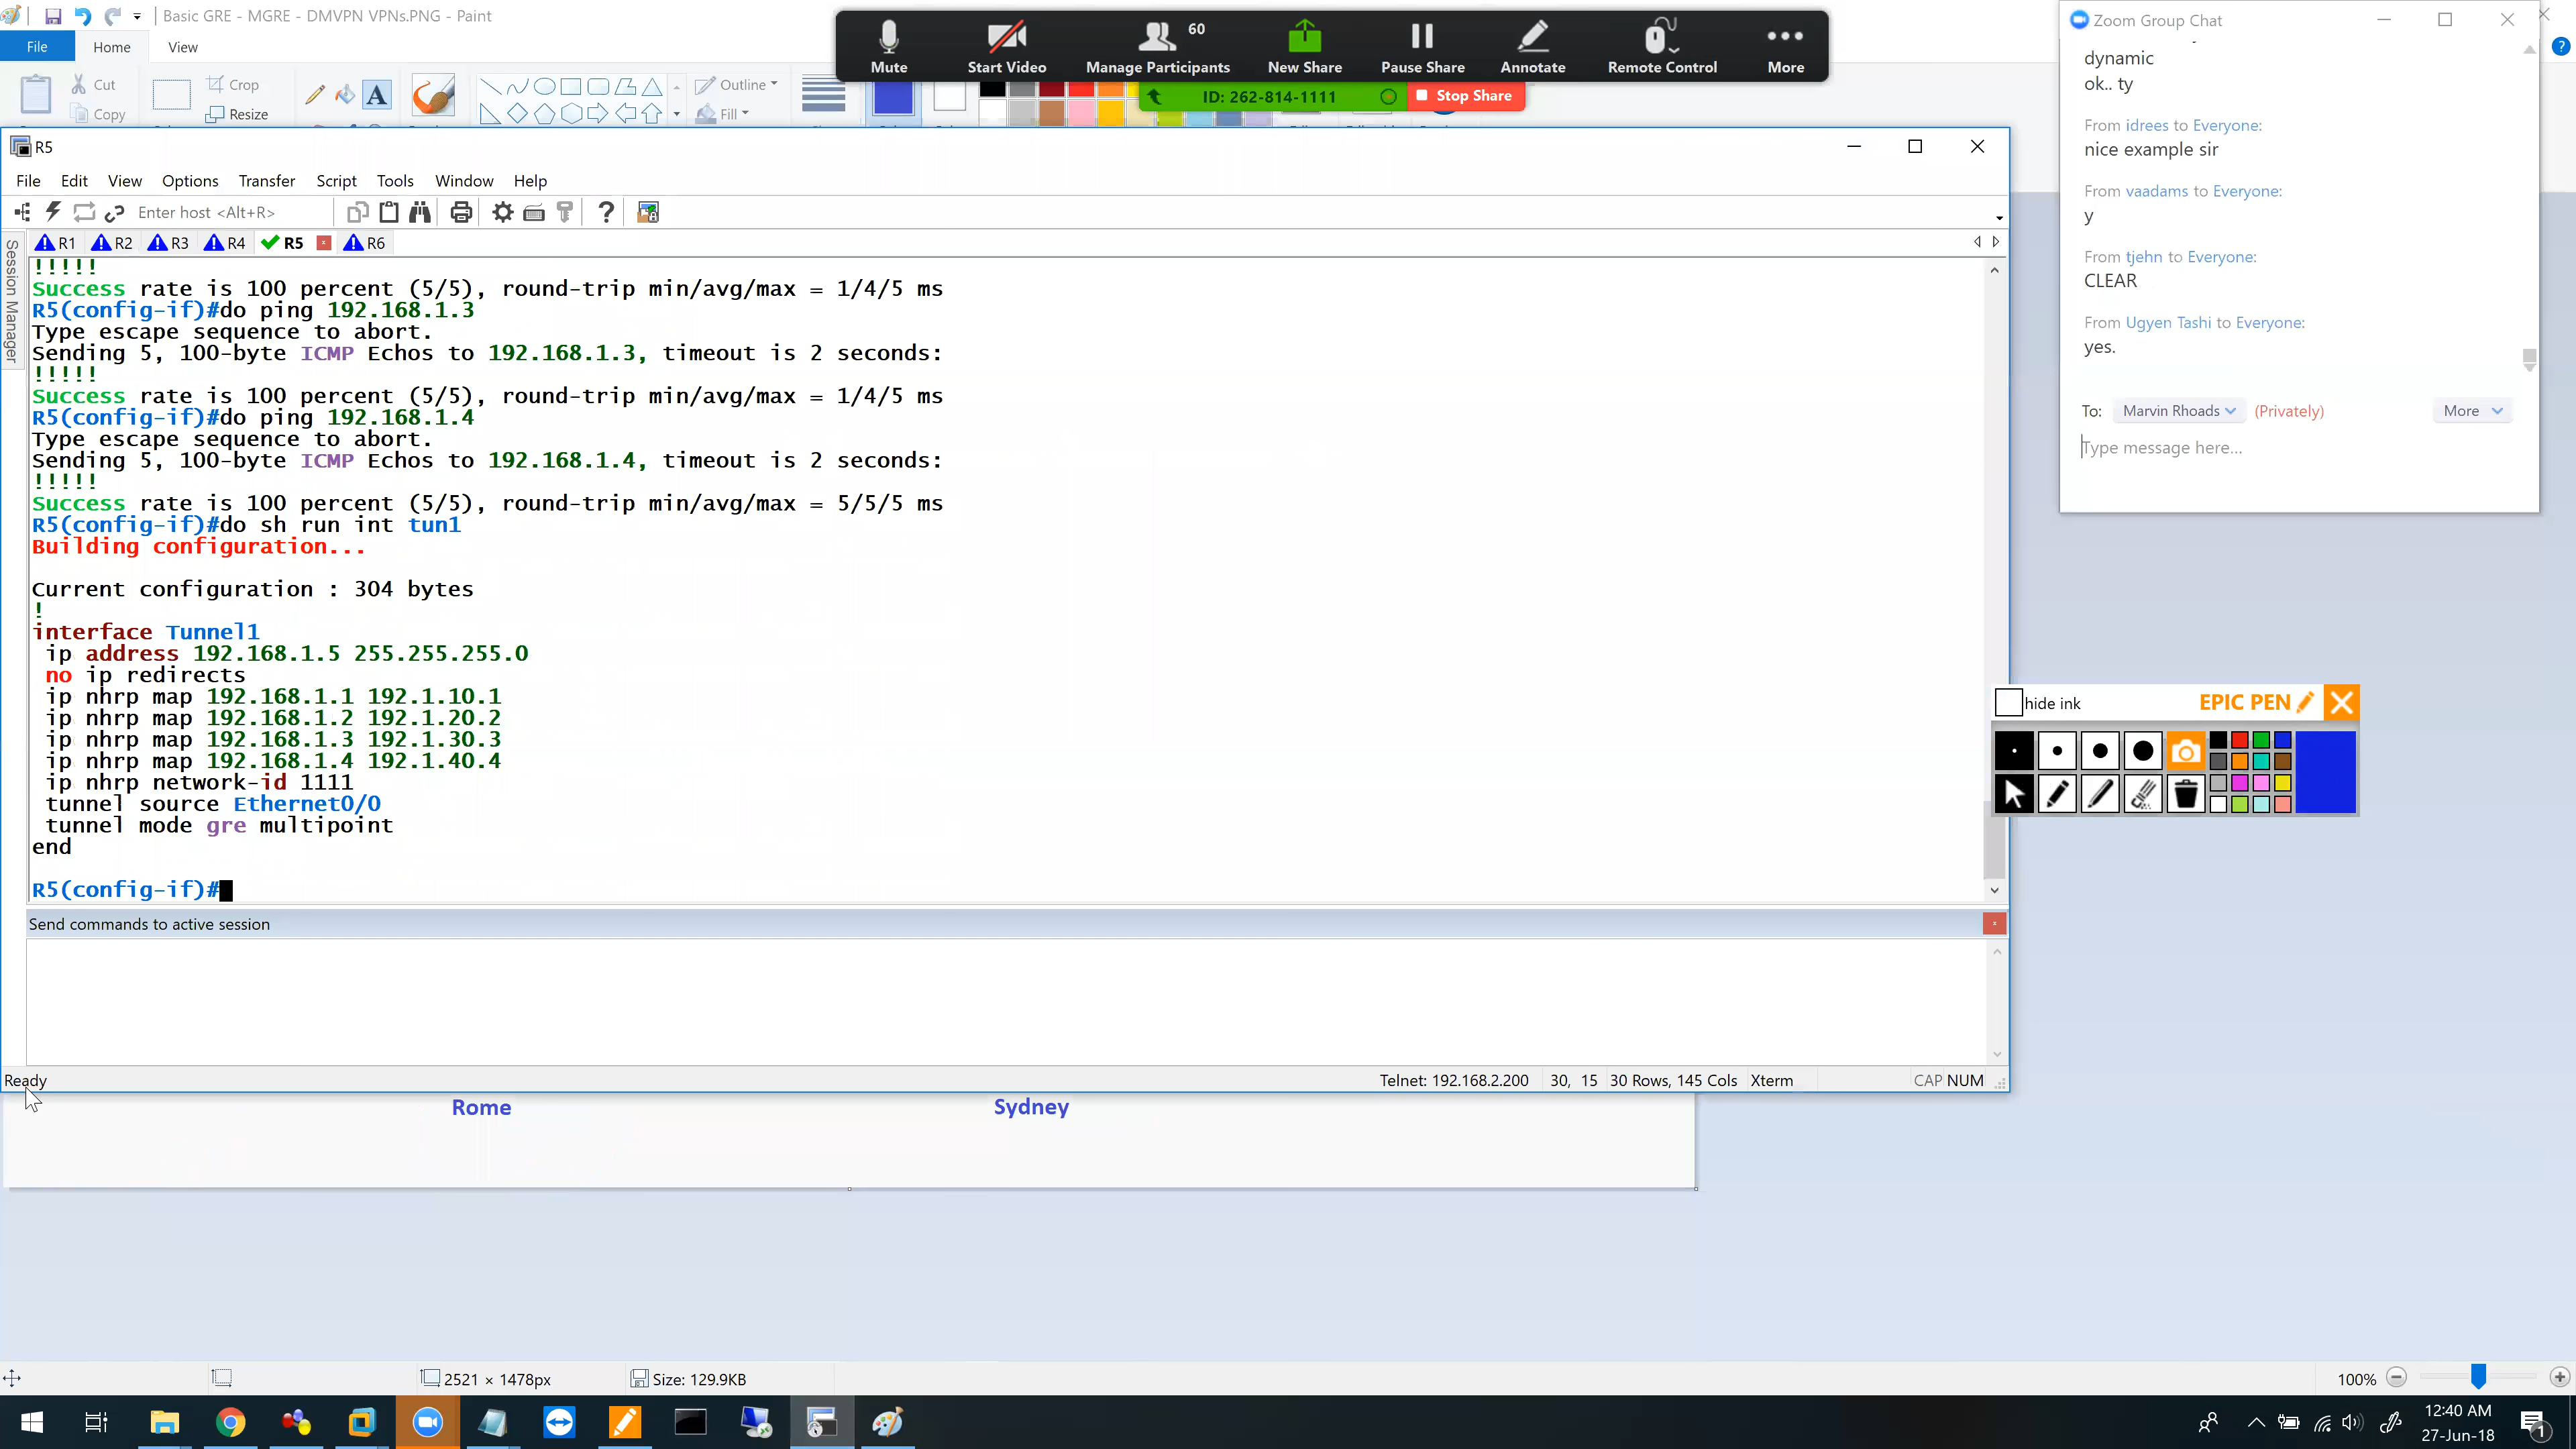 Basic GRE - MGRE - DMVPN VPNs.PNG - Paint
File Home View
Cut
Copy
Crop
Resize
A
Outline
Fill
Mute
Start Video
60
Manage Participants
New Share
Pause Share
Annotate
Remote Control
More
ID: 262-814-1111
Stop Share
R5
File Edit View Options Transfer Script Tools Window Help
Enter host <Alt+R>
R1 R2 R3 R4 R5 R6
Session Manager
!!!!!
Success rate is 100 percent (5/5), round-trip min/avg/max = 1/4/5 ms
R5(config-if)#do ping 192.168.1.3
Type escape sequence to abort.
Sending 5, 100-byte ICMP Echos to 192.168.1.3, timeout is 2 seconds:
!!!!!
Success rate is 100 percent (5/5), round-trip min/avg/max = 1/4/5 ms
R5(config-if)#do ping 192.168.1.4
Type escape sequence to abort.
Sending 5, 100-byte ICMP Echos to 192.168.1.4, timeout is 2 seconds:
!!!!!
Success rate is 100 percent (5/5), round-trip min/avg/max = 5/5/5 ms
R5(config-if)#do sh run int tun1
Building configuration...
Current configuration : 304 bytes
!
interface Tunnel1
ip address 192.168.1.5 255.255.255.0
no ip redirects
ip nhrp map 192.168.1.1 192.1.10.1
ip nhrp map 192.168.1.2 192.1.20.2
ip nhrp map 192.168.1.3 192.1.30.3
ip nhrp map 192.168.1.4 192.1.40.4
ip nhrp network-id 1111
tunnel source Ethernet0/0
tunnel mode gre multipoint
end
R5(config-if)#
Send commands to active session
Ready
Telnet: 192.168.2.200 30, 15 30 Rows, 145 Cols Xterm CAP NUM
Rome
Sydney
Zoom Group Chat
dynamic
ok.. ty
From idrees to Everyone:
nice example sir
From vaadams to Everyone:
y
From tjehn to Everyone:
CLEAR
From Ugyen Tashi to Everyone:
yes.
To: Marvin Rhoads (Privately) More
Type message here...
hide ink
EPIC PEN
2521 × 1478px
Size: 129.9KB
100%
12:40 AM
27-Jun-18
1